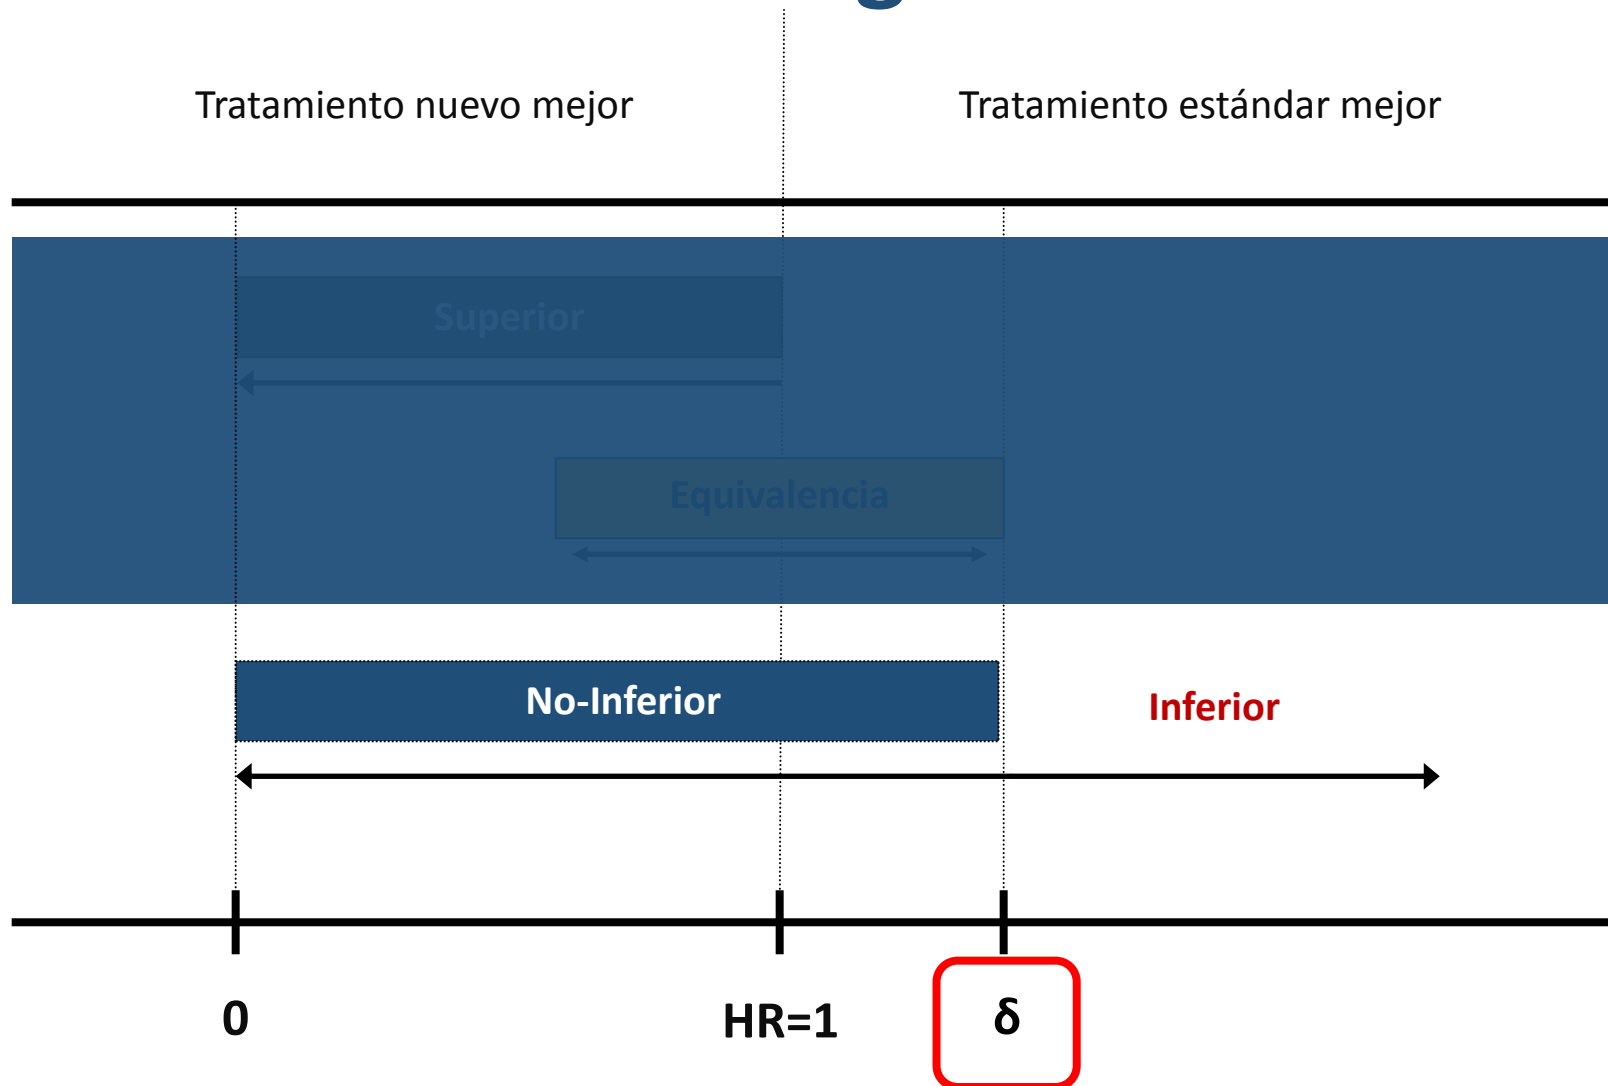 Tratamiento nuevo mejor
Tratamiento estándar mejor
Superior
Equivalencia
No-Inferior
Inferior
0
HR=1
δ